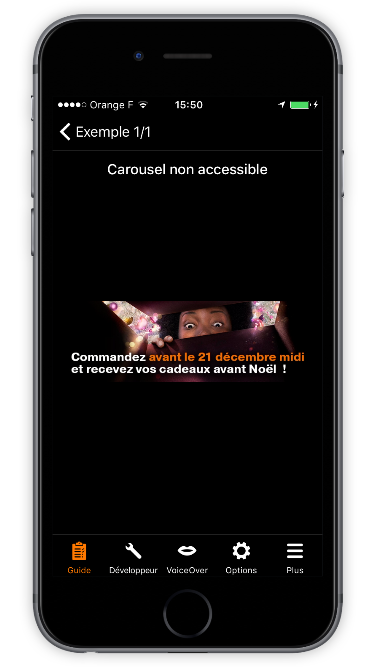 Orange F 15:50
Exemple 1/1
Carousel non accessible
Commandez avant le 21 décembre midi
et recevez vos cadeaux avant Noël !
Guide Développeur VoiceOver Options Plus